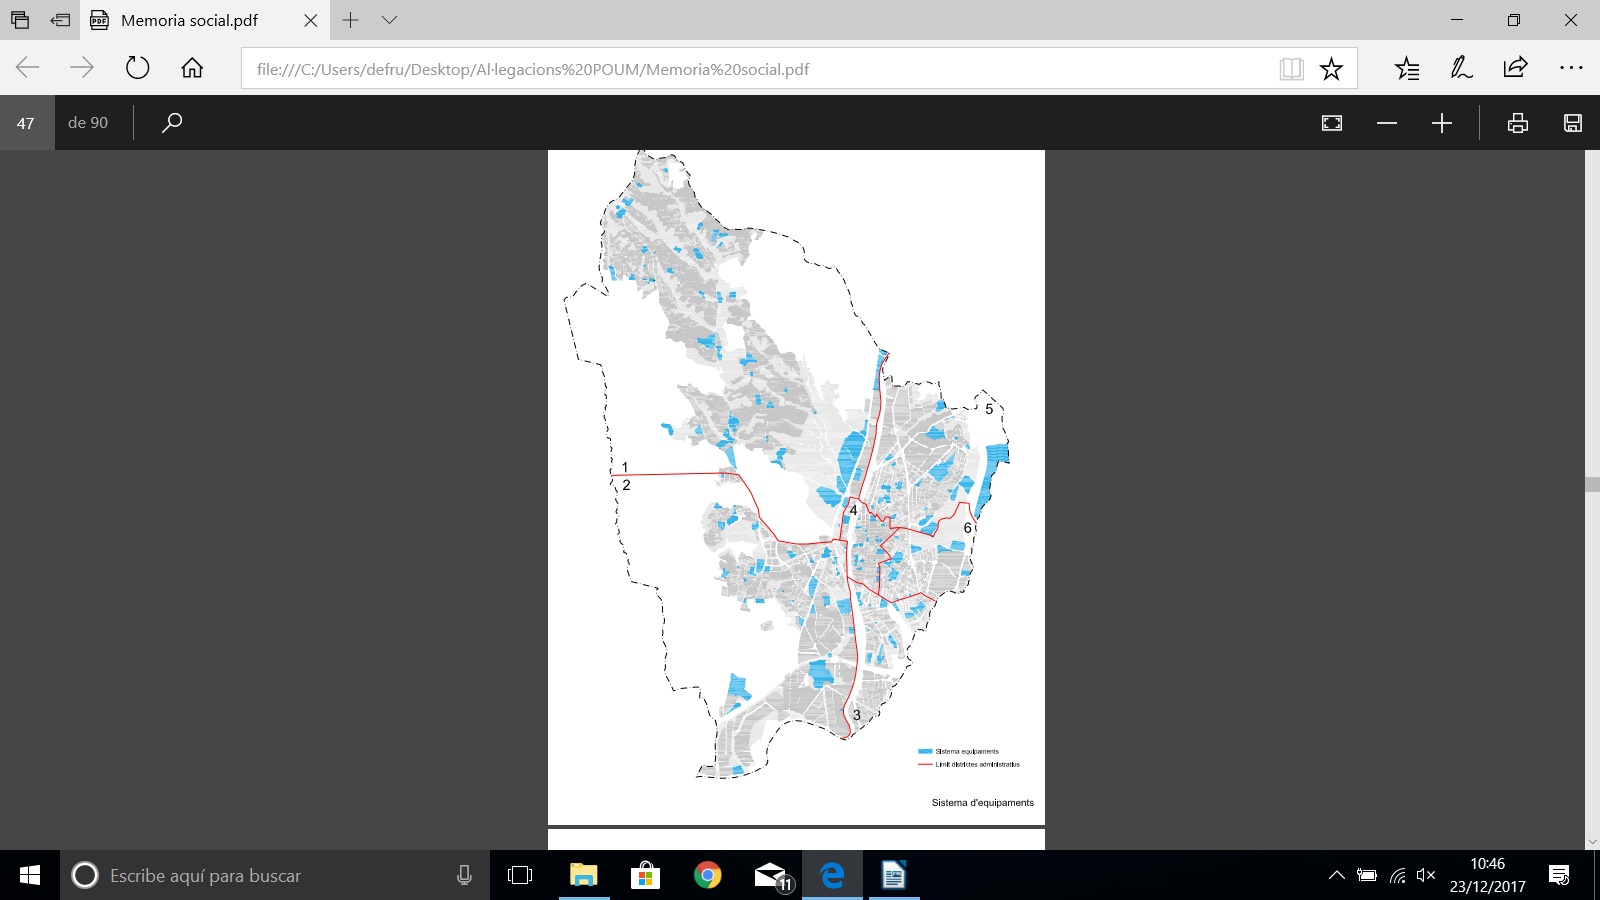 Memoria social.pdf
file:///C:/Users/defru/Desktop/Al·legacions%20POUM/Memoria%20social.pdf
47 de 90
5
1
2
4
6
3
Sistema equipaments
Límit districtes administratius
Sistema d'equipaments
Escribe aquí para buscar
11
10:46
23/12/2017